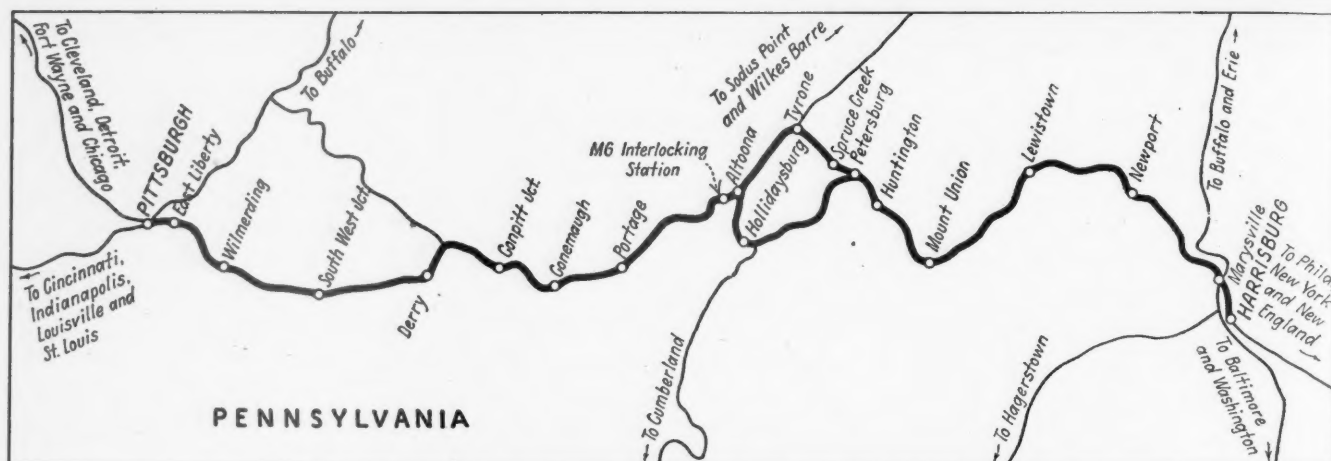 To Cleveland, Detroit,
Fort Wayne and Chicago
To Buffalo
PITTSBURGH
East Liberty
Wilmerding
South West Jct.
Derry
Conpitt Jct.
Conemaugh
Portage
M6 Interlocking
Station
Altoona
Hollidaysburg
To Sodus Point
and Wilkes Barre
Tyrone
Spruce Creek
Petersburg
Huntington
Mount Union
Lewistown
Newport
To Buffalo and Erie
Marysville
HARRISBURG
To Phila
New York
and New
England
To Cincinnati,
Indianapolis,
Louisville and
St. Louis
To Cumberland
To Hagerstown
To Baltimore
and Washington
PENNSYLVANIA